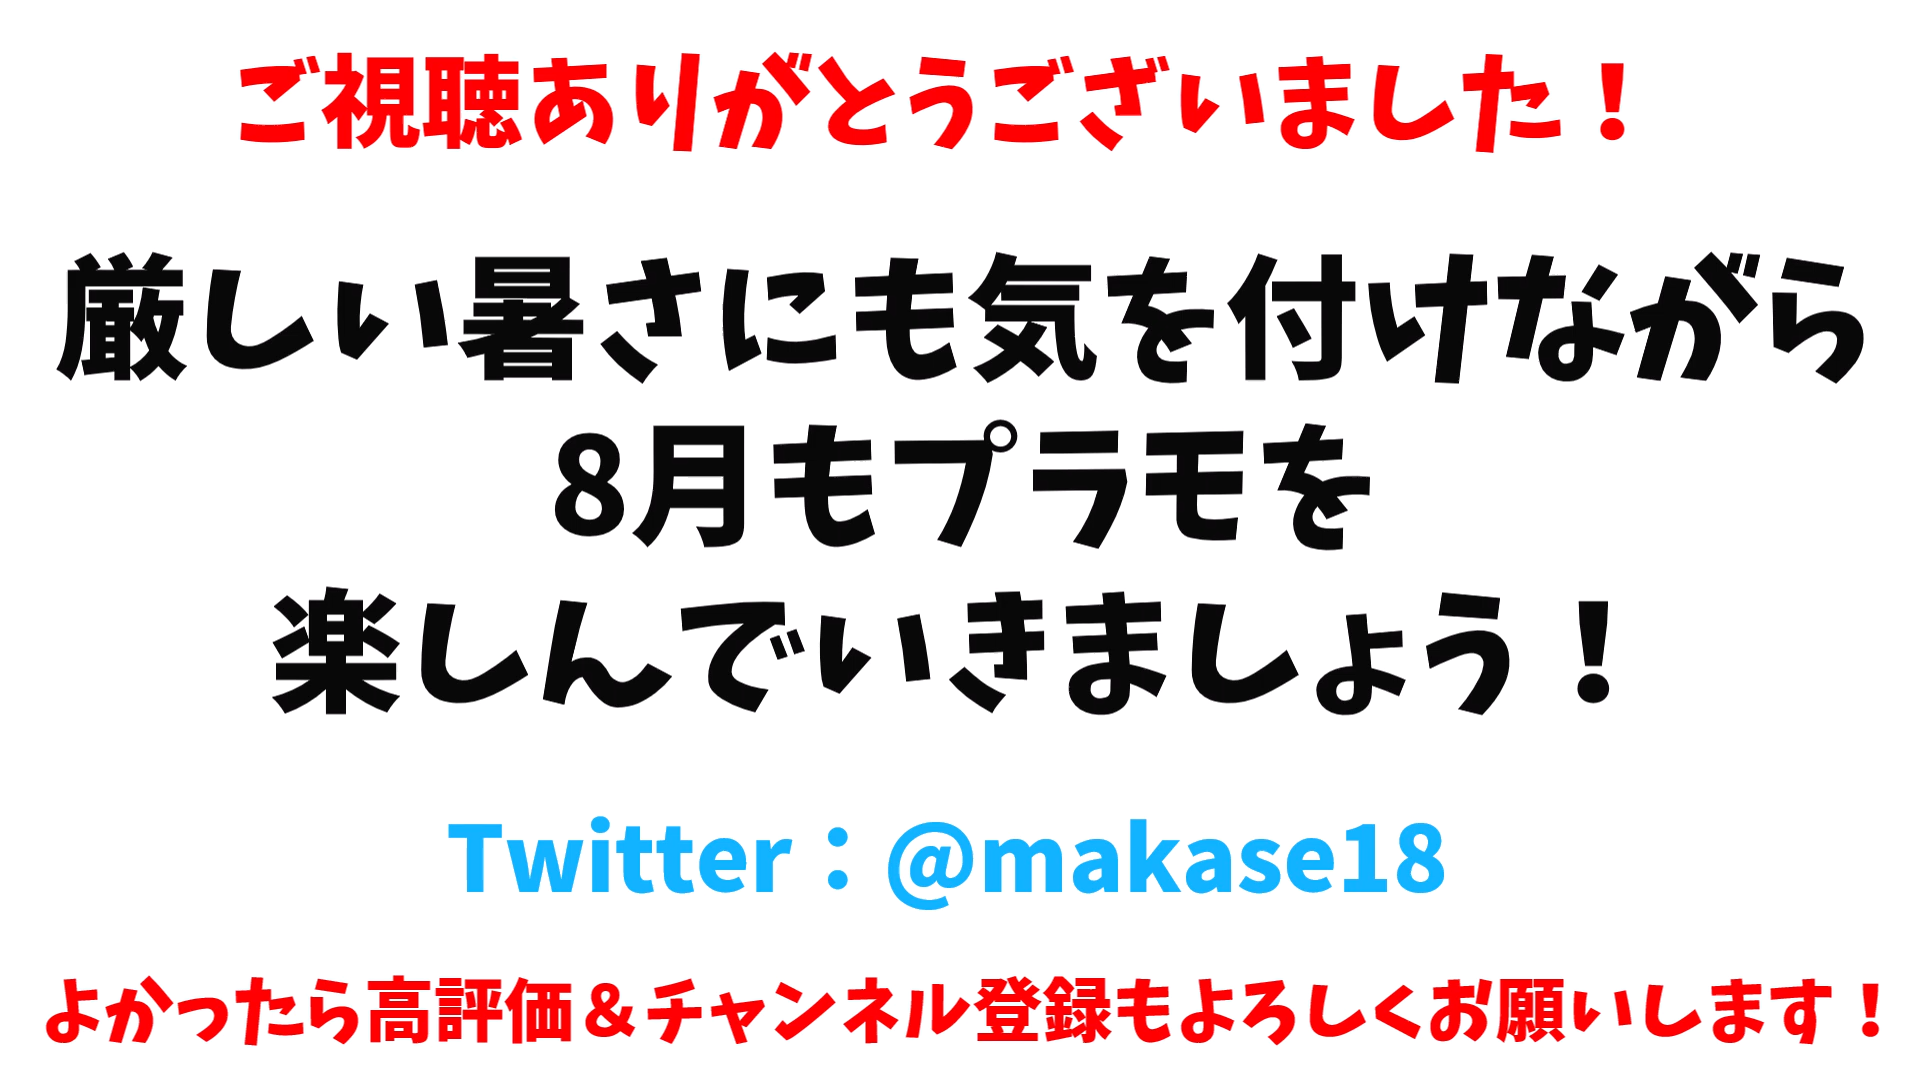 ご視聴ありがとうございました！
厳しい暑さにも気を付けながら
8月もプラモを
楽しんでいきましょう！
Twitter：@makase18
よかったら高評価＆チャンネル登録もよろしくお願いします！